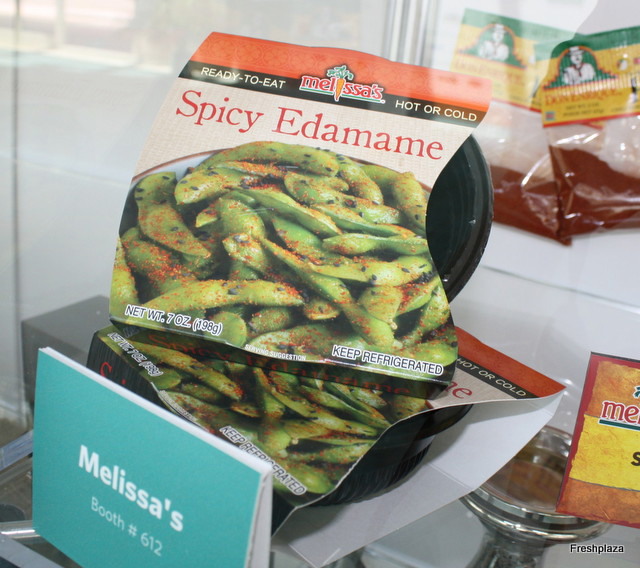 READY-TO-EAT
melissa's
HOT OR COLD
Spicy Edamame
NET WT. 7 OZ. (198g)
SERVING SUGGESTION
KEEP REFRIGERATED
HOT OR COLD
KEEP REFRIGERATED
Melissa's
Booth # 612
Freshplaza